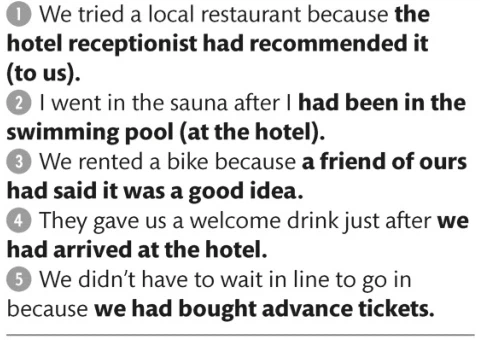 1 We tried a local restaurant because the
hotel receptionist had recommended it
(to us).
2 I went in the sauna after I had been in the
swimming pool (at the hotel).
3 We rented a bike because a friend of ours
had said it was a good idea.
4 They gave us a welcome drink just after we
had arrived at the hotel.
5 We didn't have to wait in line to go in
because we had bought advance tickets.